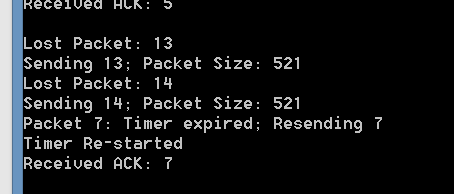 Received ACK: 5
Lost Packet: 13
Sending 13; Packet Size: 521
Lost Packet: 14
Sending 14; Packet Size: 521
Packet 7: Timer expired; Resending 7
Timer Re-started
Received ACK: 7